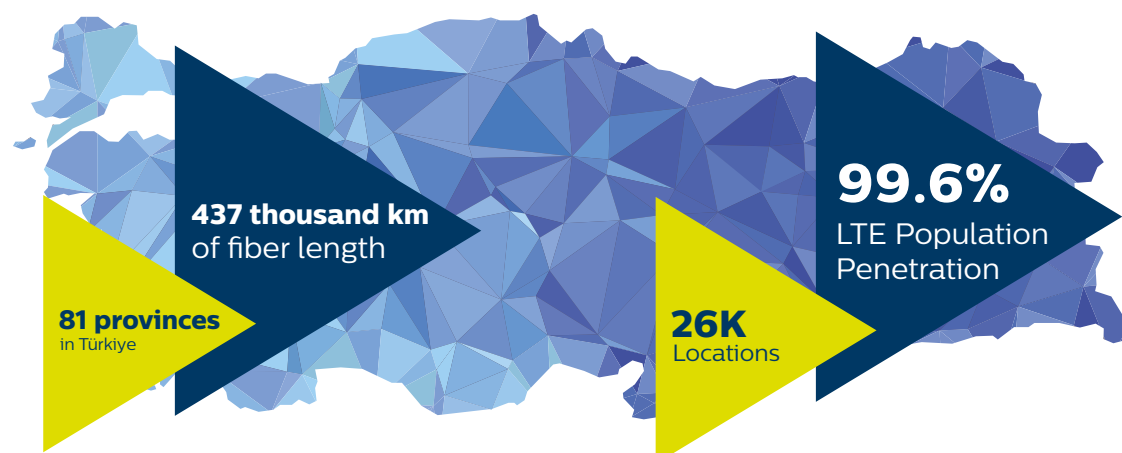 437 thousand km
of fiber length
81 provinces
in Türkiye
99.6%
LTE Population
Penetration
26K
Locations